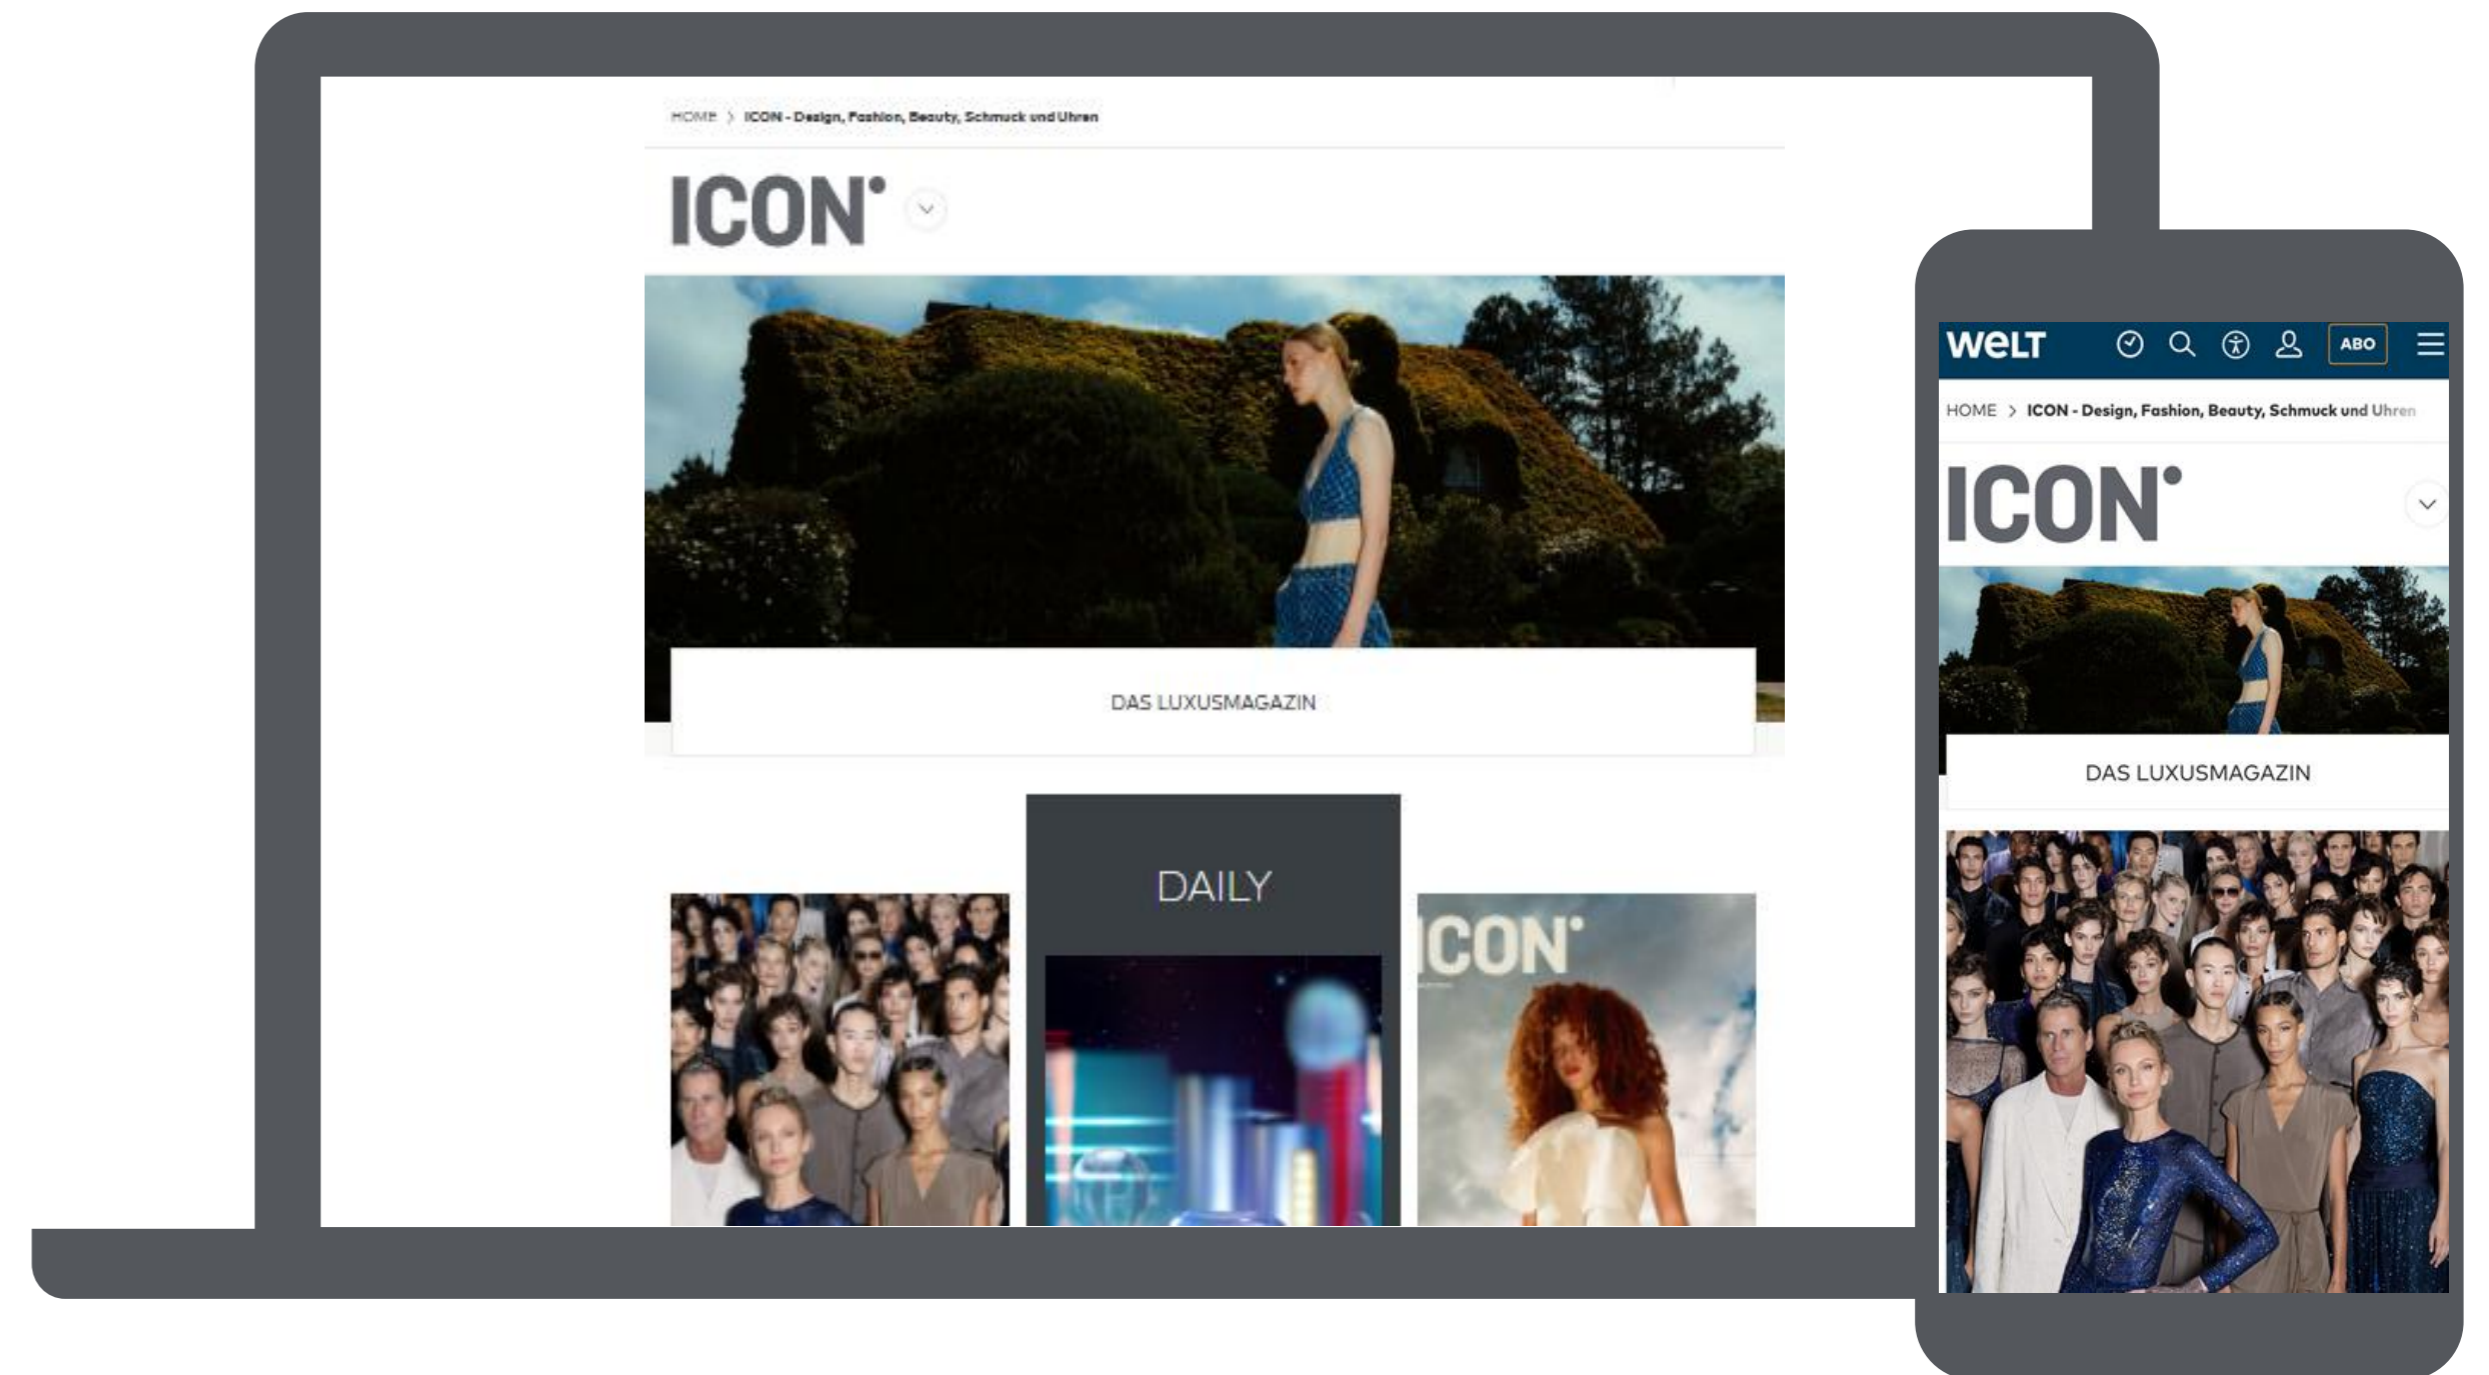 HOME > ICON - Design, Fashion, Beauty, Schmuck und Uhren
ICON
DAS LUXUSMAGAZIN
DAILY
ICON
WELT
ABO
HOME > ICON - Design, Fashion, Beauty, Schmuck und Uhren
ICON
DAS LUXUSMAGAZIN